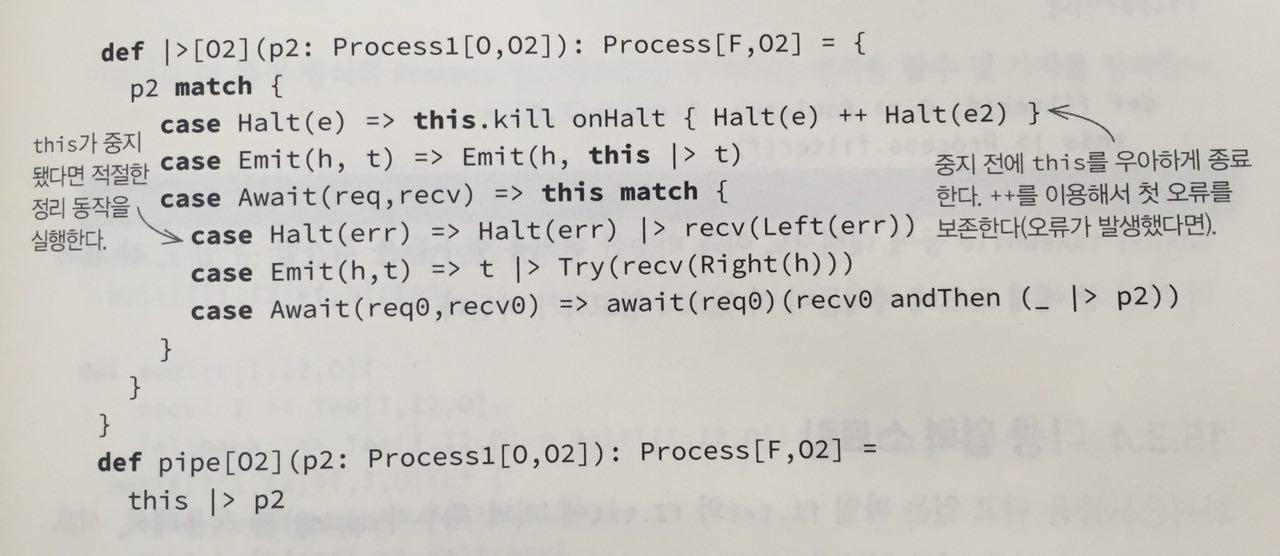 def |>[O2](p2: Process1[O,O2]): Process[F,O2] = {
p2 match {
case Halt(e) => this.kill onHalt { Halt(e) ++ Halt(e2) }
case Emit(h, t) => Emit(h, this |> t)
case Await(req,recv) => this match {
case Halt(err) => Halt(err) |> recv(Left(err))
case Emit(h,t) => t |> Try(recv(Right(h)))
case Await(req0,recv0) => await(req0)(recv0 andThen (_ |> p2))
}
}
}
this가 중지
됐다면 적절한
정리 동작을
실행한다.
중지 전에 this를 우아하게 종료
한다. ++를 이용해서 첫 오류를
보존한다(오류가 발생했다면).
def pipe[O2](p2: Process1[O,O2]): Process[F,O2] =
this |> p2